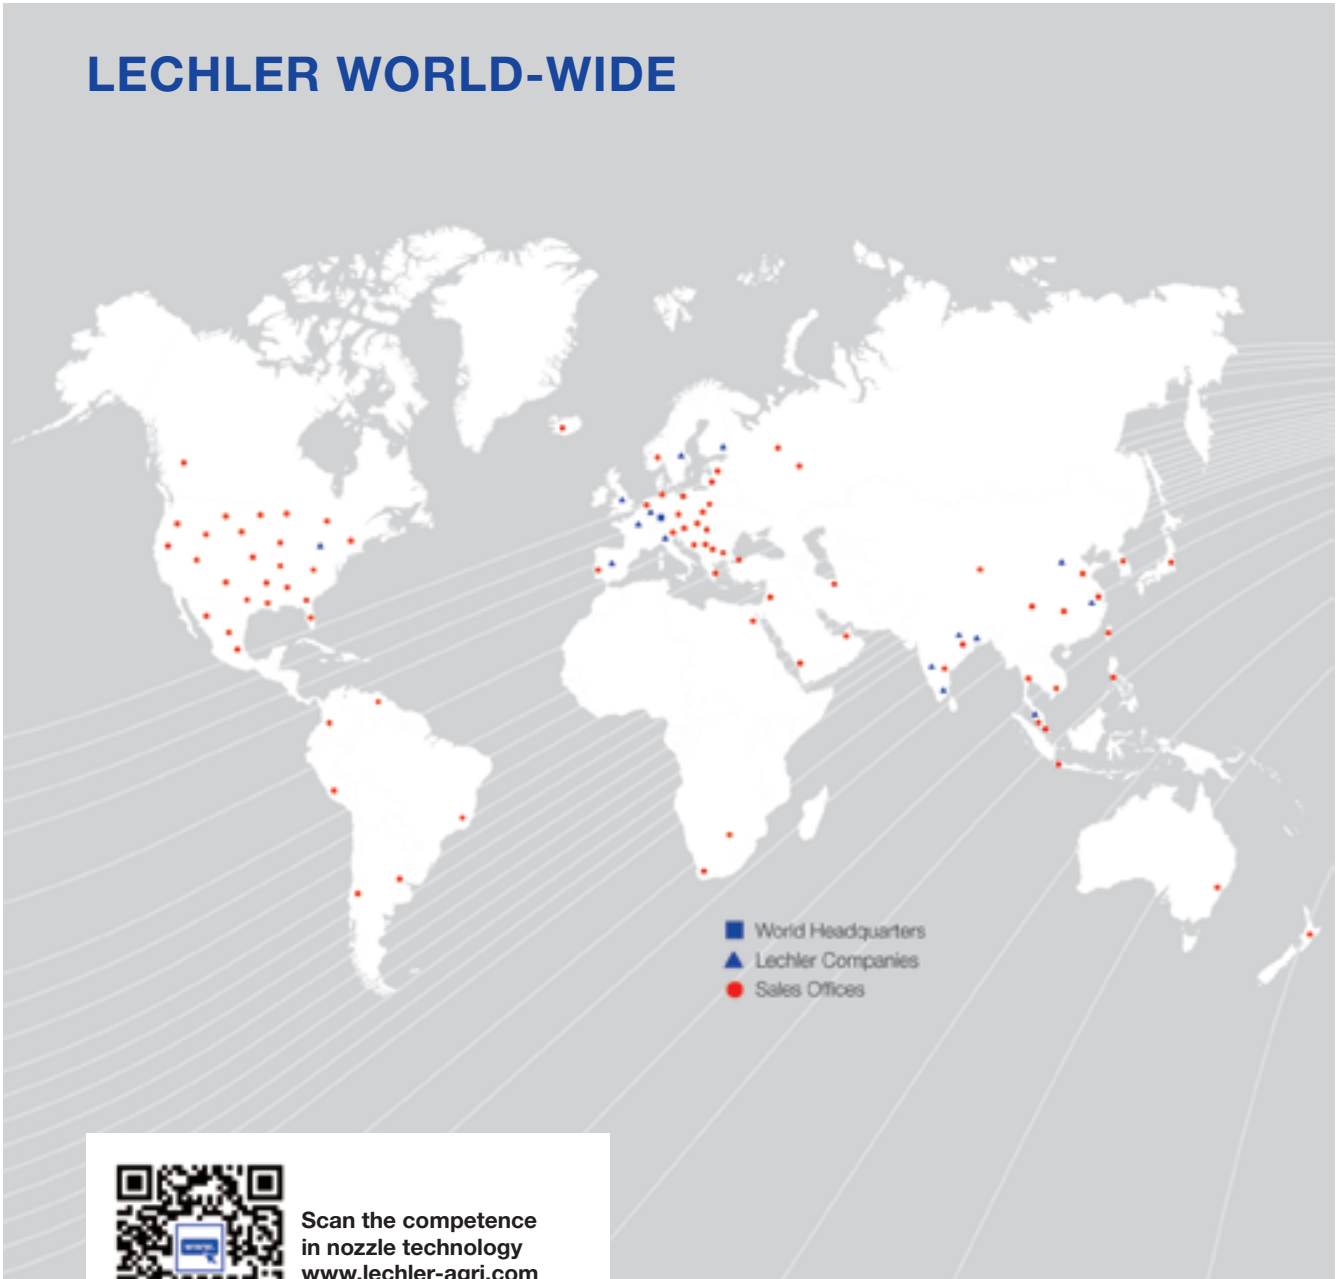 LECHLER WORLD-WIDE
World Headquarters
Lechler Companies
Sales Offices
www.
Scan the competence
in nozzle technology
www.lechler-agri.com